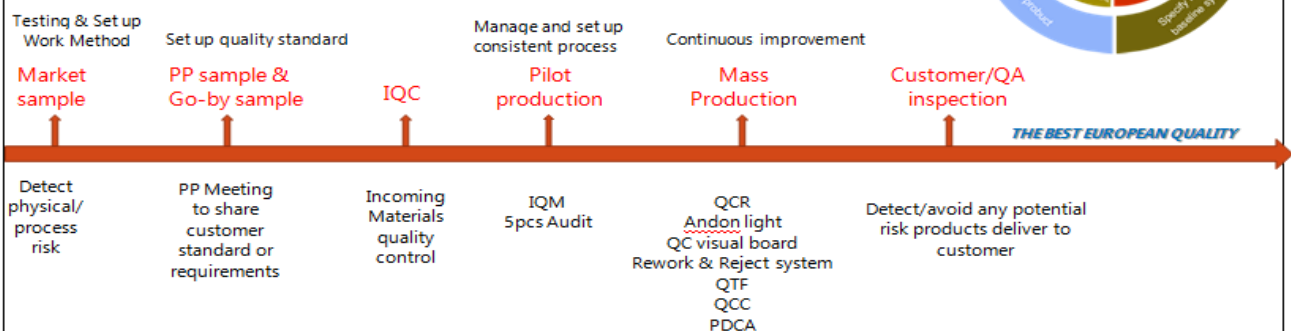 product
Specify
baseline sy
Testing & Set up
Work Method
Set up quality standard
Manage and set up
consistent process
Continuous improvement
Market
sample
PP sample &
Go-by sample
IQC
Pilot
production
Mass
Production
Customer/QA
inspection
THE BEST EUROPEAN QUALITY
Detect
physical/
process
risk
PP Meeting
to share
customer
standard or
requirements
Incoming
Materials
quality
control
IQM
5pcs Audit
QCR
Andon light
QC visual board
Rework & Reject system
QTF
QCC
PDCA
Detect/avoid any potential
risk products deliver to
customer